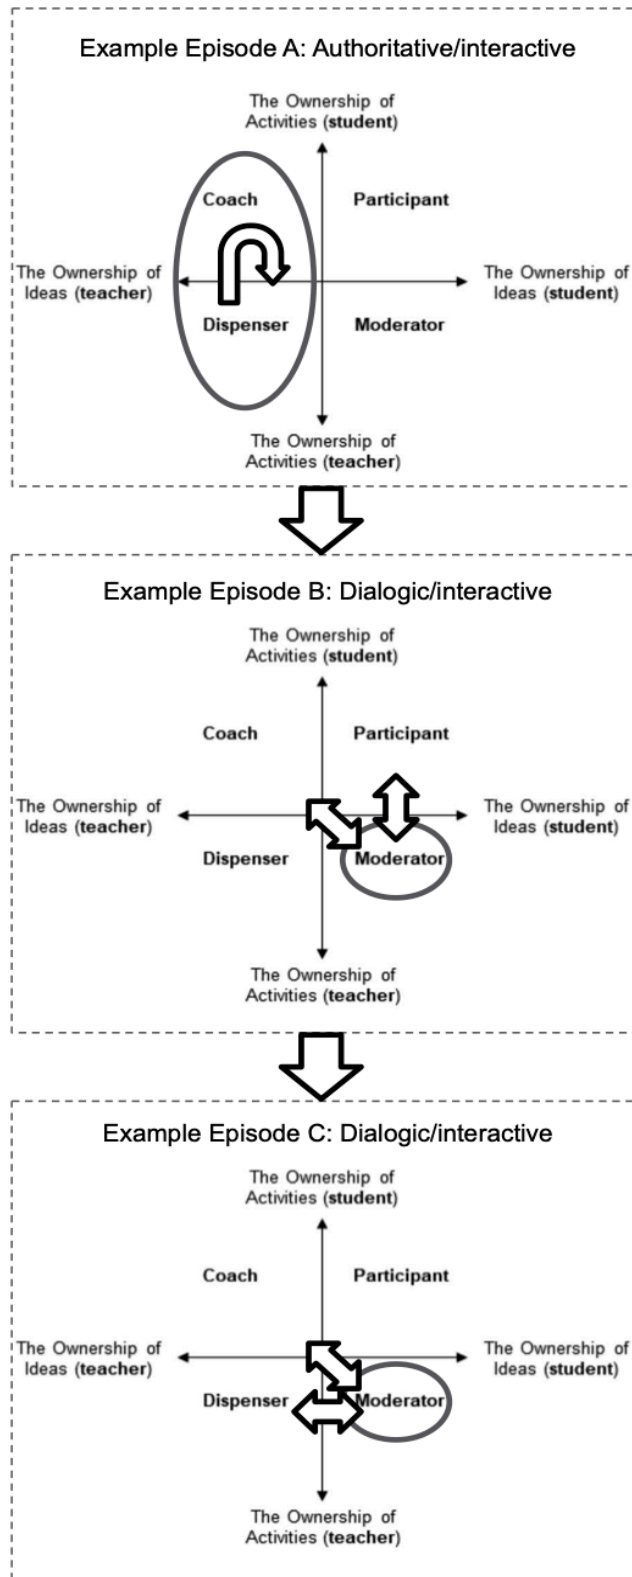 Example Episode A: Authoritative/interactive
The Ownership of
Activities (student)
Coach
Participant
The Ownership of
Ideas (teacher)
The Ownership of
Ideas (student)
Dispenser
Moderator
The Ownership of
Activities (teacher)
Example Episode B: Dialogic/interactive
The Ownership of
Activities (student)
Coach
Participant
The Ownership of
Ideas (teacher)
The Ownership of
Ideas (student)
Dispenser
Moderator
The Ownership of
Activities (teacher)
Example Episode C: Dialogic/interactive
The Ownership of
Activities (student)
Coach
Participant
The Ownership of
Ideas (teacher)
The Ownership of
Ideas (student)
Dispenser
Moderator
The Ownership of
Activities (teacher)